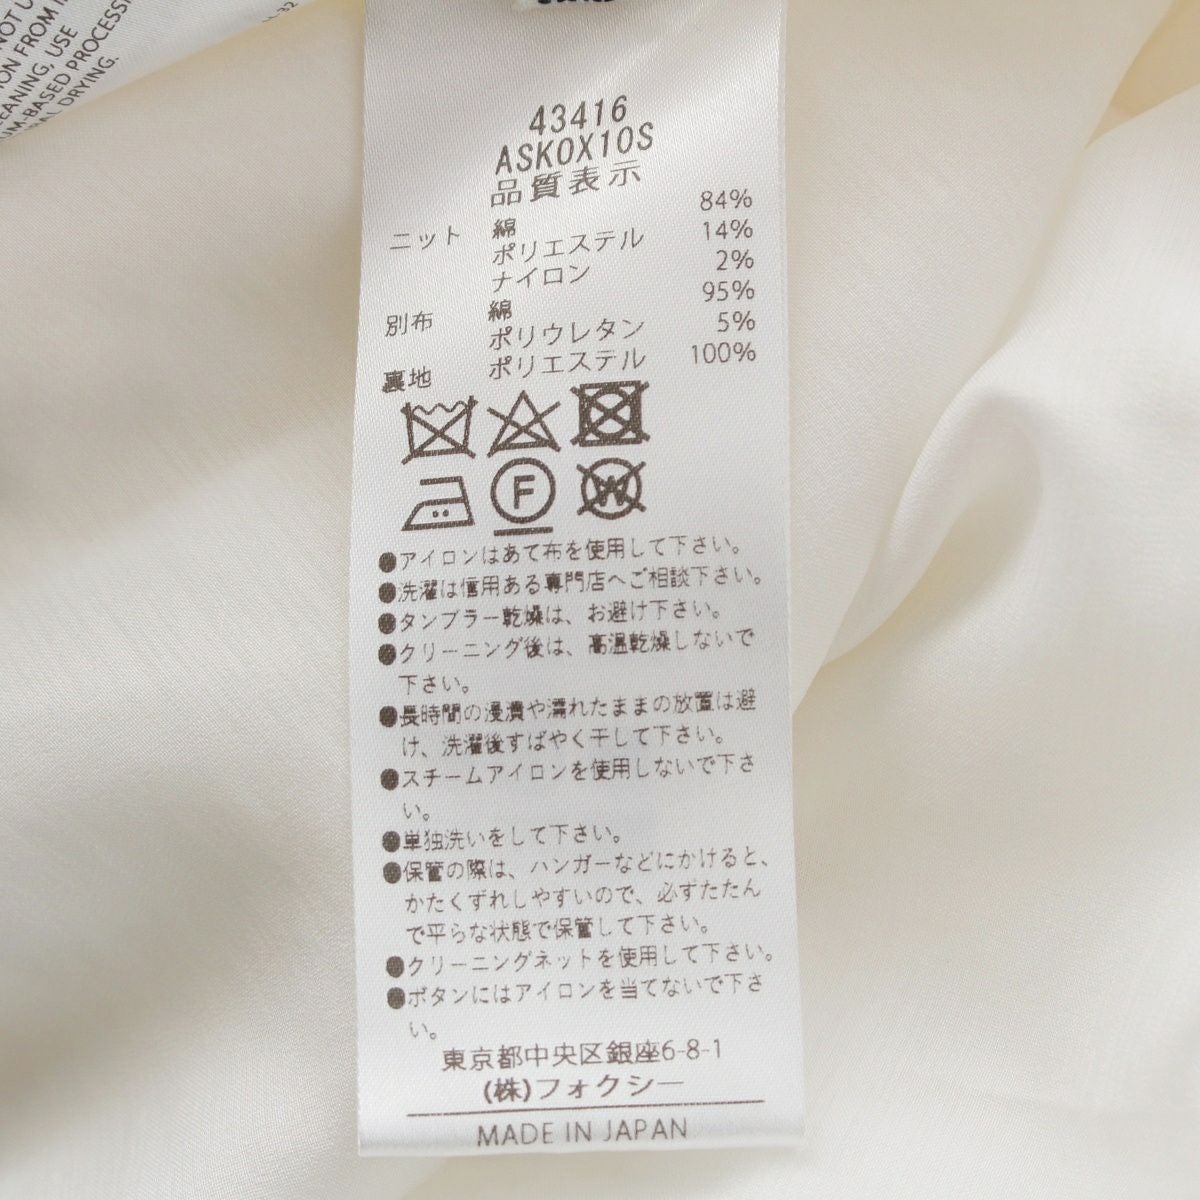 NOT U
ION FROM
EANING, USE
UM-BASED PROCESS
AL DRYING.
43416
ASK0X10S
品質表示
ニット 綿 84%
ポリエステル 14%
ナイロン 2%
別布 綿 95%
ポリウレタン 5%
裏地 ポリエステル 100%
F
W
●アイロンはあて布を使用して下さい。
●洗濯は信用ある専門店へご相談下さい。
●タンブラー乾燥は、お避け下さい。
●クリーニング後は、高温乾燥しないで
下さい。
●長時間の浸漬や濡れたままの放置は避
け、洗濯後すばやく干して下さい。
●スチームアイロンを使用しないで下さ
い。
●単独洗いをして下さい。
●保管の際は、ハンガーなどにかけると、
かたくずれしやすいので、必ずたたん
で平らな状態で保管して下さい。
●クリーニングネットを使用して下さい。
●ボタンにはアイロンを当てないで下さ
い。
東京都中央区銀座6-8-1
(株)フォクシー
MADE IN JAPAN